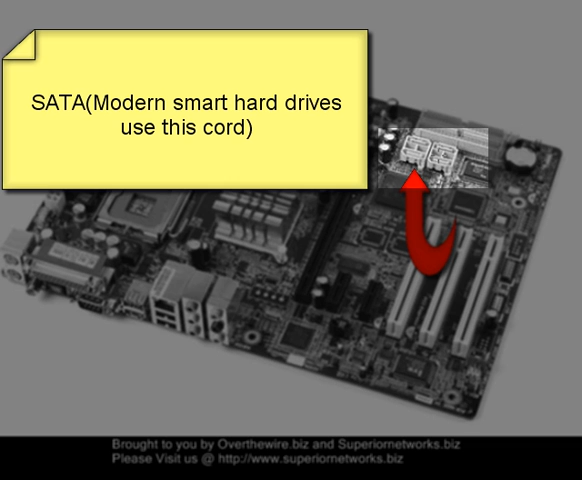 SATA(Modern smart hard drives
use this cord)
Brought to you by Overthewire.biz and Superiornetworks.biz
Please Visit us @ http://www.superiornetworks.biz